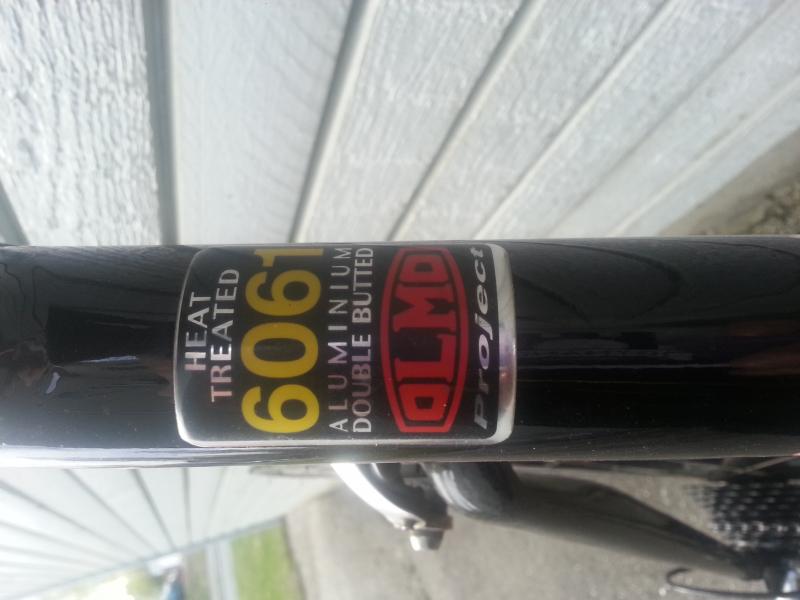 HEAT
TREATED
6061
ALUMINIUM
DOUBLE BUTTED
OLMO
Project